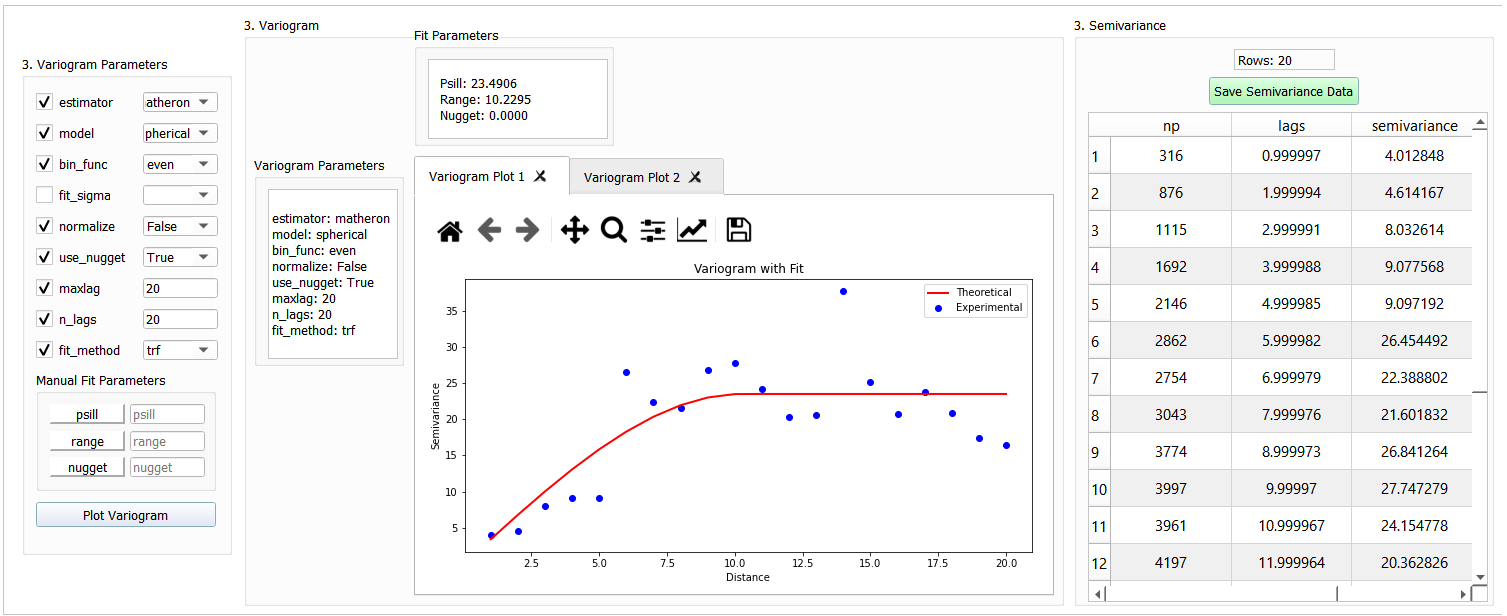 3. Variogram Parameters
estimator atheron
model pherical
bin_func even
fit_sigma
normalize False
use_nugget True
maxlag 20
n_lags 20
fit_method trf
Manual Fit Parameters
psill psill
range range
nugget nugget
Plot Variogram
3. Variogram
Fit Parameters
Psill: 23.4906
Range: 10.2295
Nugget: 0.0000
Variogram Parameters
estimator: matheron
model: spherical
bin_func: even
normalize: False
use_nugget: True
maxlag: 20
n_lags: 20
fit_method: trf
Variogram Plot 1 Variogram Plot 2
Variogram with Fit
Theoretical
Experimental
Semivariance
35
30
25
20
15
10
5
2.5 5.0 7.5 10.0 12.5 15.0 17.5 20.0
Distance
3. Semivariance
Rows: 20
Save Semivariance Data
np lags semivariance
1 316 0.999997 4.012848
2 876 1.999994 4.614167
3 1115 2.999991 8.032614
4 1692 3.999988 9.077568
5 2146 4.999985 9.097192
6 2862 5.999982 26.454492
7 2754 6.999979 22.388802
8 3043 7.999976 21.601832
9 3774 8.999973 26.841264
10 3997 9.99997 27.747279
11 3961 10.999967 24.154778
12 4197 11.999964 20.362826